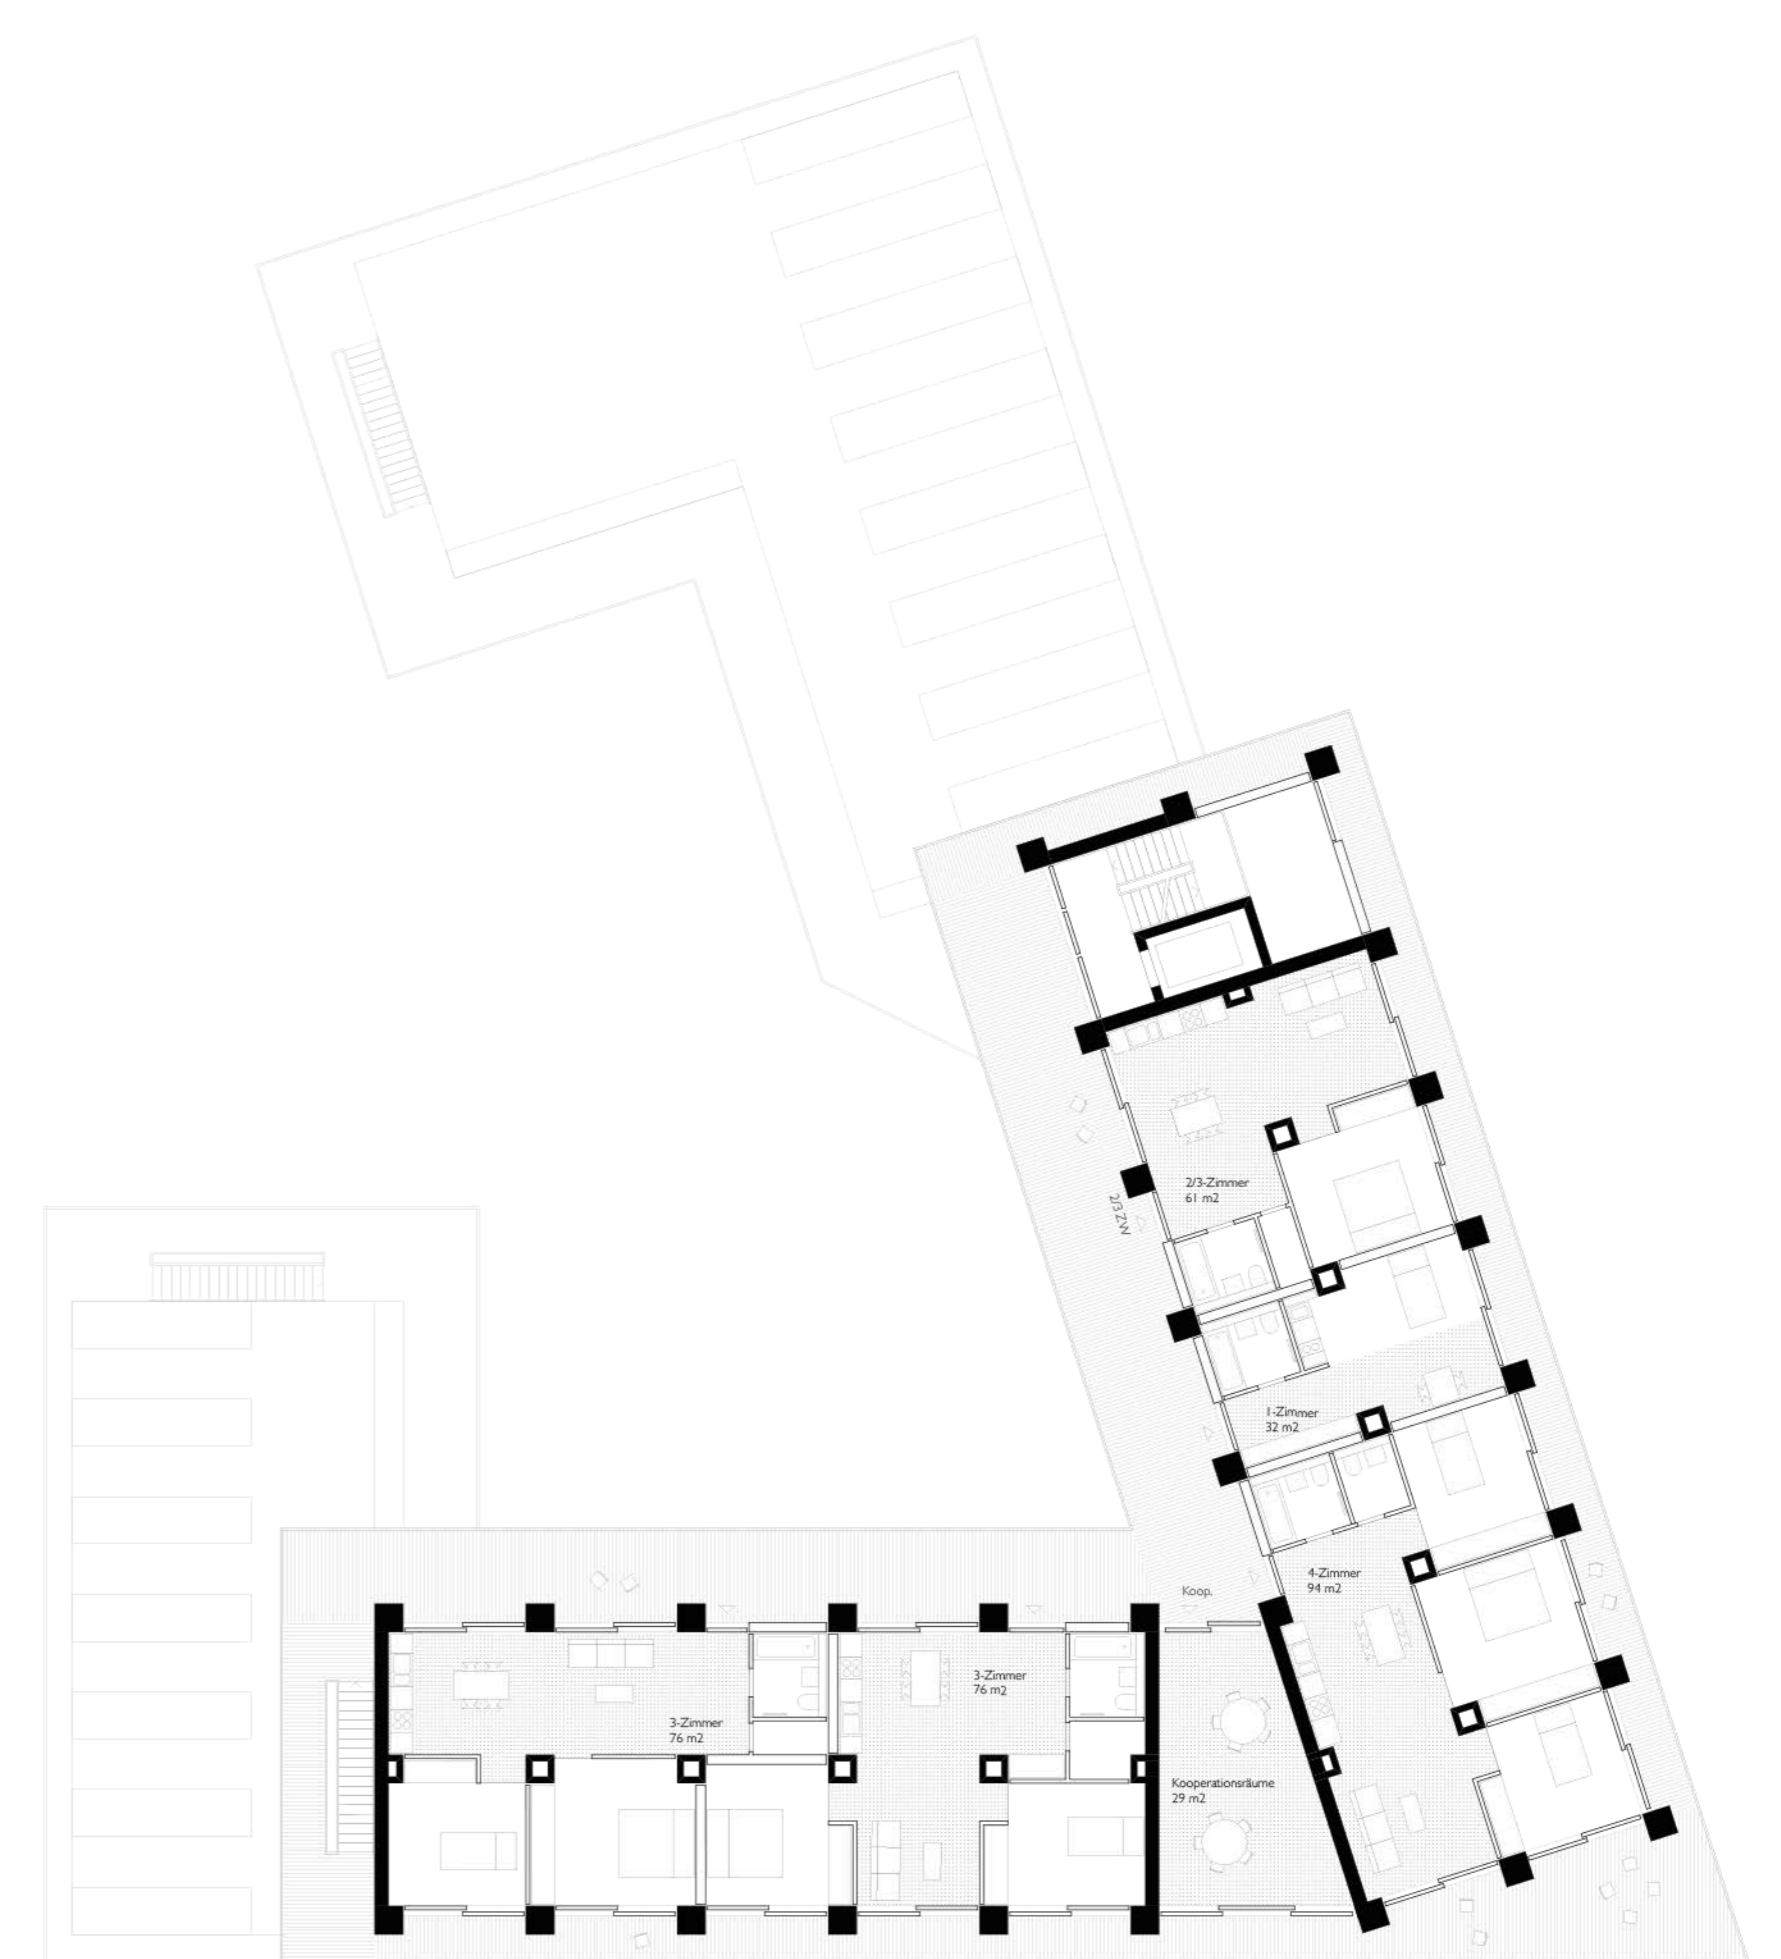 2/3-Zimmer
61 m2
2/3 ZW
1-Zimmer
32 m2
4-Zimmer
94 m2
Koop.
3-Zimmer
76 m2
3-Zimmer
76 m2
Kooperationsräume
29 m2